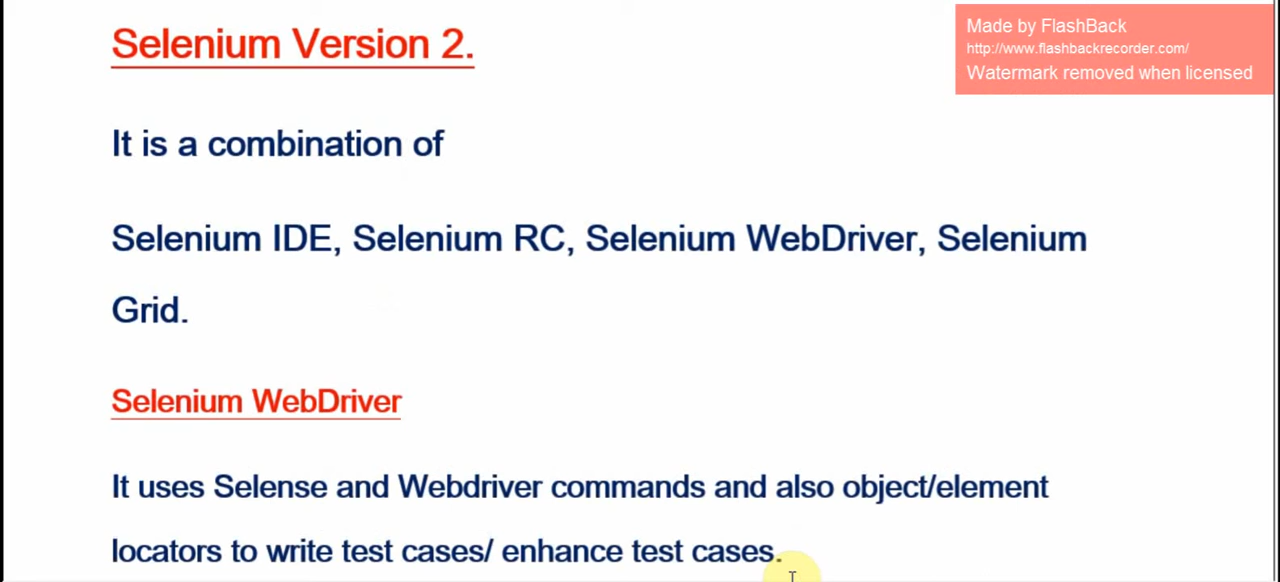 Selenium Version 2.
Made by FlashBack
http://www.flashbackrecorder.com/
Watermark removed when licensed
It is a combination of
Selenium IDE, Selenium RC, Selenium WebDriver, Selenium
Grid.
Selenium WebDriver
It uses Selense and Webdriver commands and also object/element
locators to write test cases/ enhance test cases.